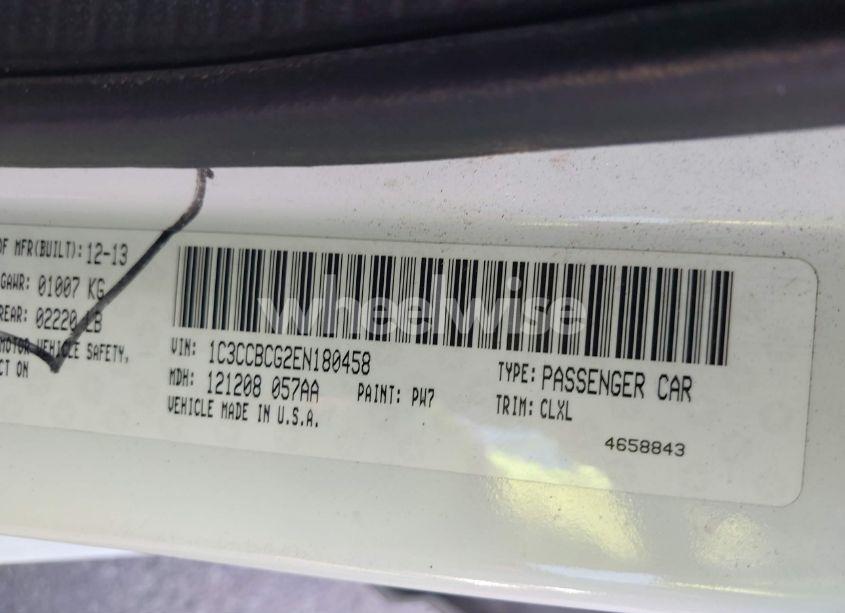 OF MFR(BUILT): 12-13
GAWR: 01007 KG
REAR: 02220 LB
MOTOR VEHICLE SAFETY,
CT ON
wheelwise
VIN: 1C3CCBCG2EN180458
MDH: 121208 057AA PAINT: PW7
VEHICLE MADE IN U.S.A.
TYPE: PASSENGER CAR
TRIM: CLXL
4658843